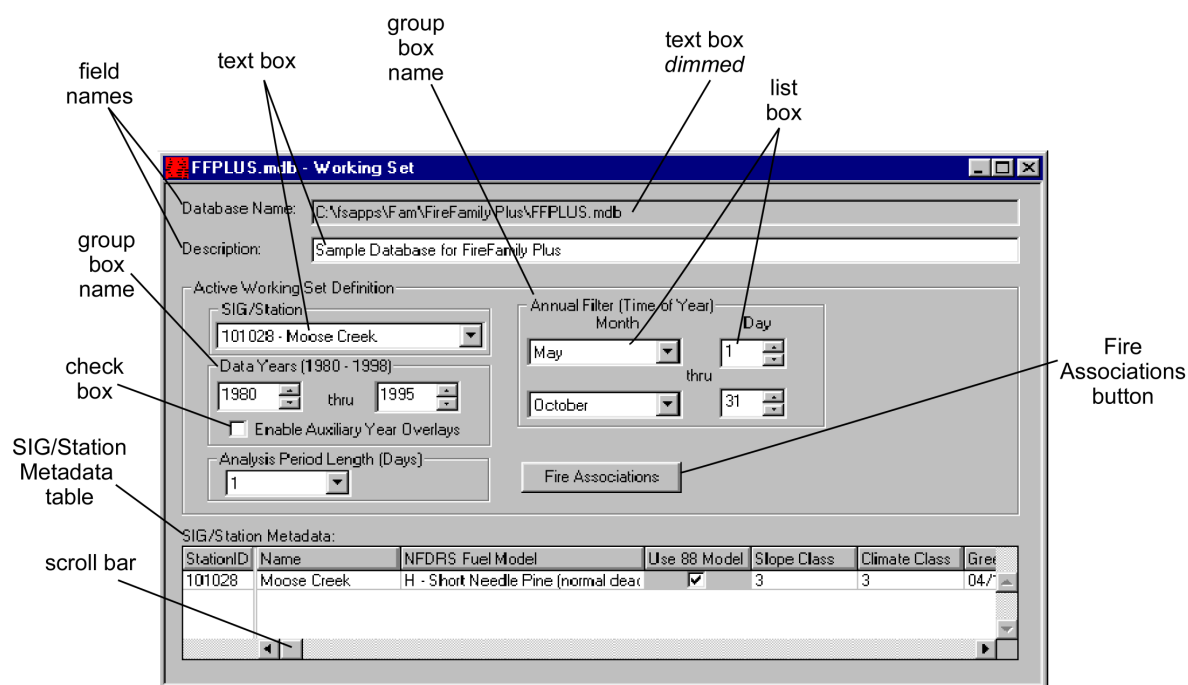 group
box
name
text box
dimmed
text box
field
names
list
box
FFPLUS.mdb - Working Set
Database Name: C:\fsapps\Fam\FireFamily Plus\FFPLUS.mdb
Description: Sample Database for FireFamily Plus
group
box
name
Active Working Set Definition
SIG/Station
101028 - Moose Creek
Annual Filter (Time of Year)
Month Day
May 1
thru
October 31
Data Years (1980 - 1998)
1980 thru 1995
Enable Auxiliary Year Overlays
check
box
Fire
Associations
button
Analysis Period Length (Days)
1
Fire Associations
SIG/Station
Metadata
table
SIG/Station Metadata:
StationID Name NFDRS Fuel Model Use 88 Model Slope Class Climate Class
101028 Moose Creek H - Short Needle Pine (normal 3 3
scroll bar